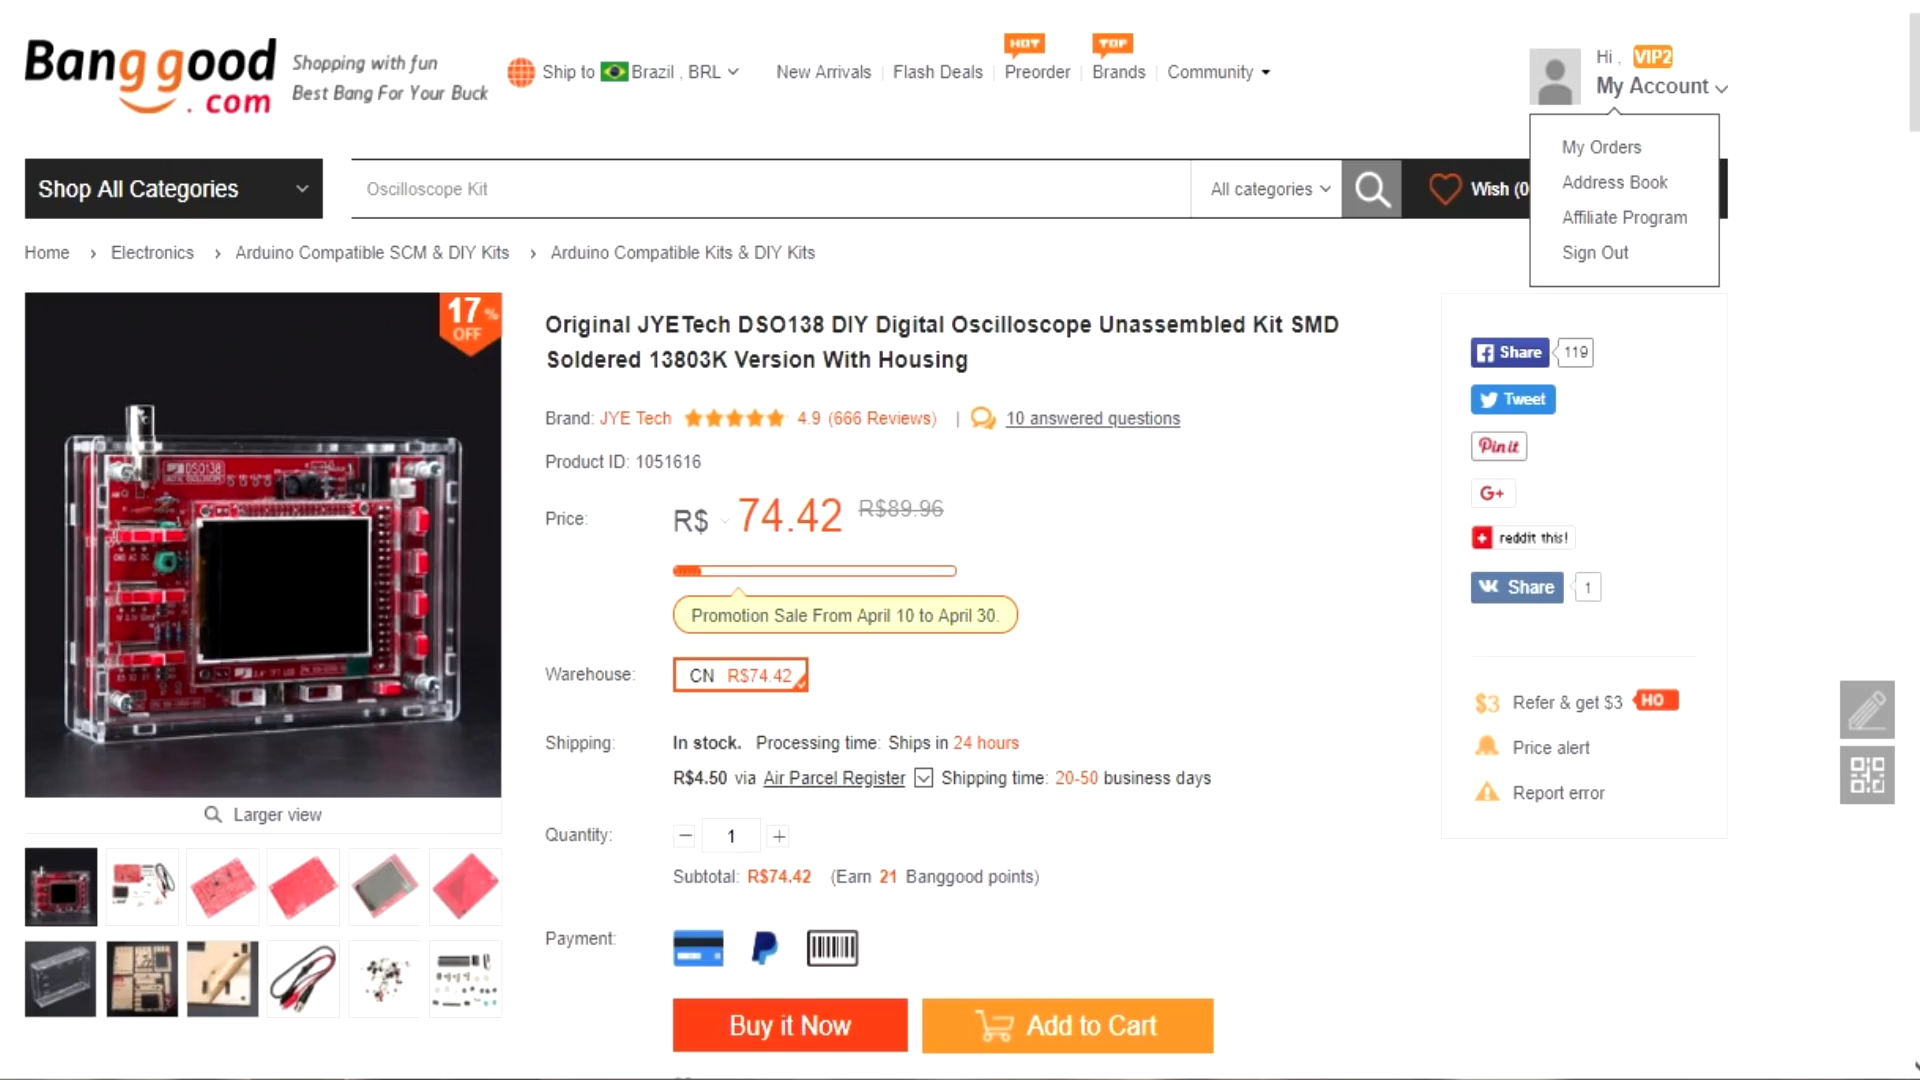 Banggood
.com
Shopping with fun
Best Bang For Your Buck
Ship to Brazil , BRL
New Arrivals
Flash Deals
HOT
Preorder
TOP
Brands
Community
Hi , VIP2
My Account
My Orders
Address Book
Affiliate Program
Sign Out
Shop All Categories
Oscilloscope Kit
All categories
Wish (0
Home > Electronics > Arduino Compatible SCM & DIY Kits > Arduino Compatible Kits & DIY Kits
17%
OFF
DSO138
Larger view
Original JYETech DSO138 DIY Digital Oscilloscope Unassembled Kit SMD
Soldered 13803K Version With Housing
Brand: JYE Tech 4.9 (666 Reviews) | 10 answered questions
Product ID: 1051616
Price: R$ 74.42 R$89.96
Promotion Sale From April 10 to April 30.
Warehouse: CN R$74.42
Shipping: In stock. Processing time: Ships in 24 hours
R$4.50 via Air Parcel Register Shipping time: 20-50 business days
Quantity: 1
Subtotal: R$74.42 (Earn 21 Banggood points)
Payment:
Buy it Now
Add to Cart
Share 119
Tweet
Pin it
G+
reddit this!
Share 1
$3 Refer & get $3 HO
Price alert
Report error